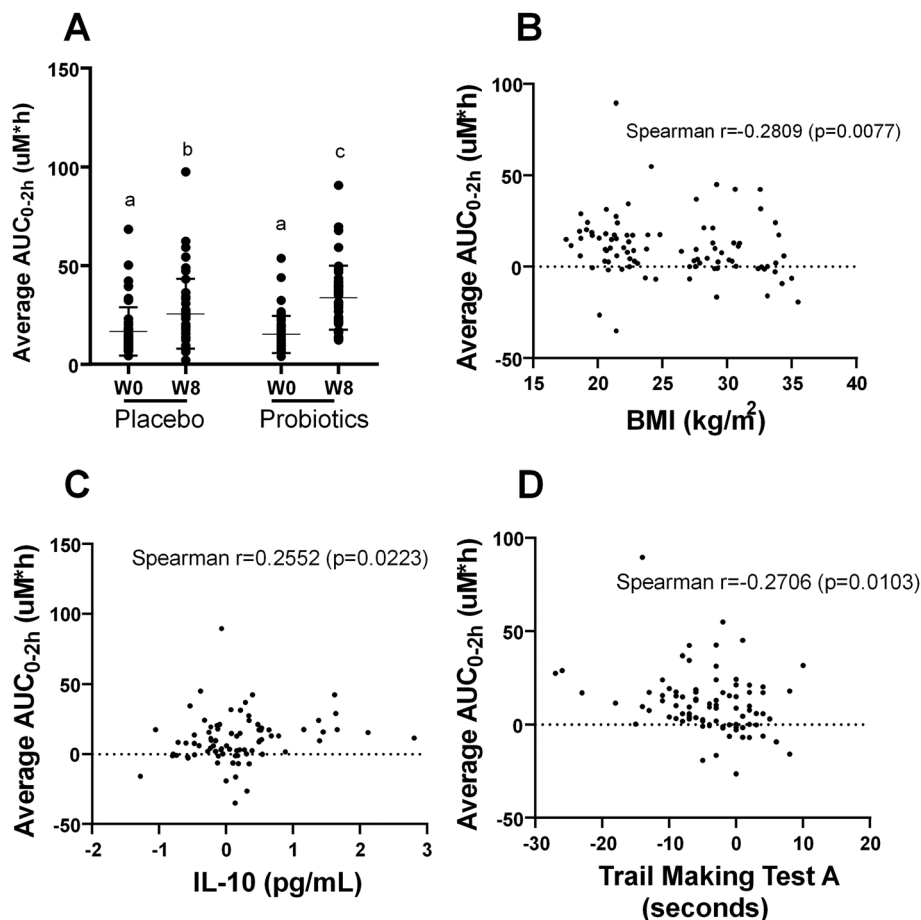 A
Average AUC0-2h (uM*h)
150
100
50
0
a
b
a
c
W0 W8 W0 W8
Placebo Probiotics
B
Average AUC0-2h (uM*h)
100
50
0
-50
Spearman r=-0.2809 (p=0.0077)
15 20 25 30 35 40
BMI (kg/m2)
C
Average AUC0-2h (uM*h)
150
100
50
0
-50
Spearman r=0.2552 (p=0.0223)
-2 -1 0 1 2 3
IL-10 (pg/mL)
D
Average AUC0-2h (uM*h)
100
50
0
-50
Spearman r=-0.2706 (p=0.0103)
-30 -20 -10 0 10 20
Trail Making Test A
(seconds)